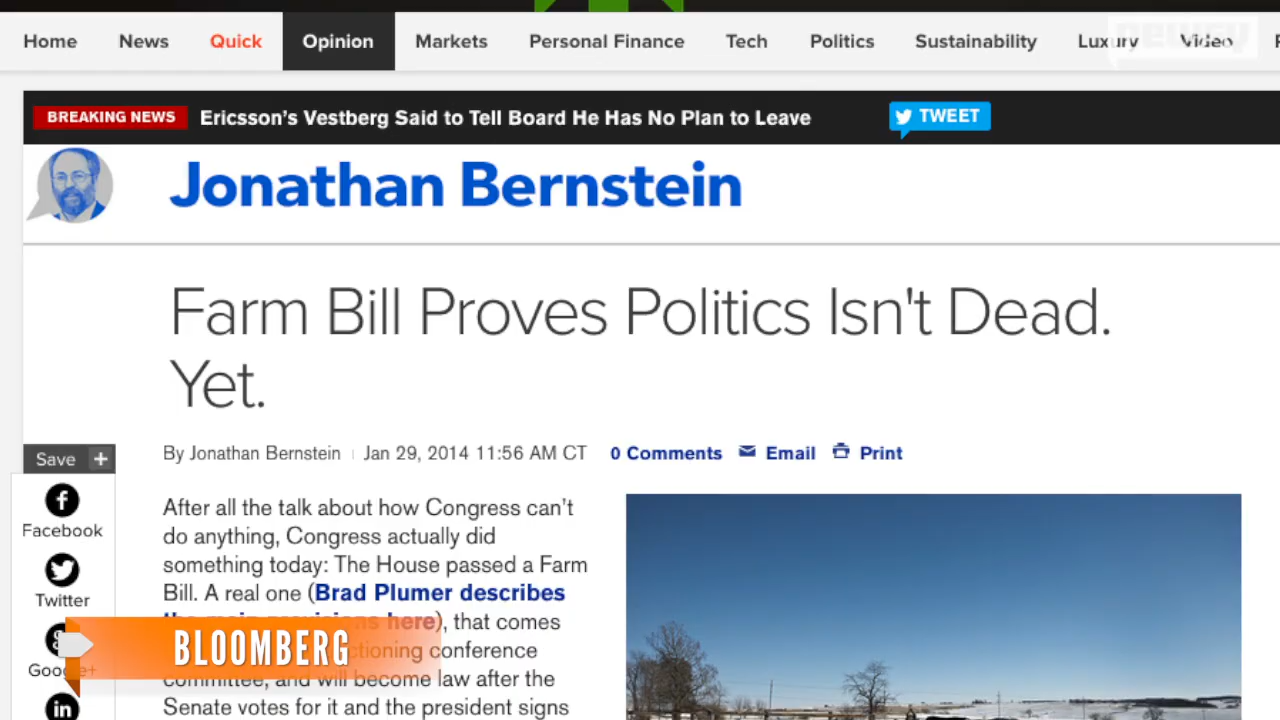 Home News Quick Opinion Markets Personal Finance Tech Politics Sustainability Luxury Video
newsy
BREAKING NEWS Ericsson's Vestberg Said to Tell Board He Has No Plan to Leave TWEET
Jonathan Bernstein
Farm Bill Proves Politics Isn't Dead.
Yet.
By Jonathan Bernstein Jan 29, 2014 11:56 AM CT 0 Comments Email Print
Save +
Facebook
Twitter
Google+
in
After all the talk about how Congress can't
do anything, Congress actually did
something today: The House passed a Farm
Bill. A real one (Brad Plumer describes
the main provisions here), that comes
conference
committee, and will become law after the
Senate votes for it and the president signs
BLOOMBERG